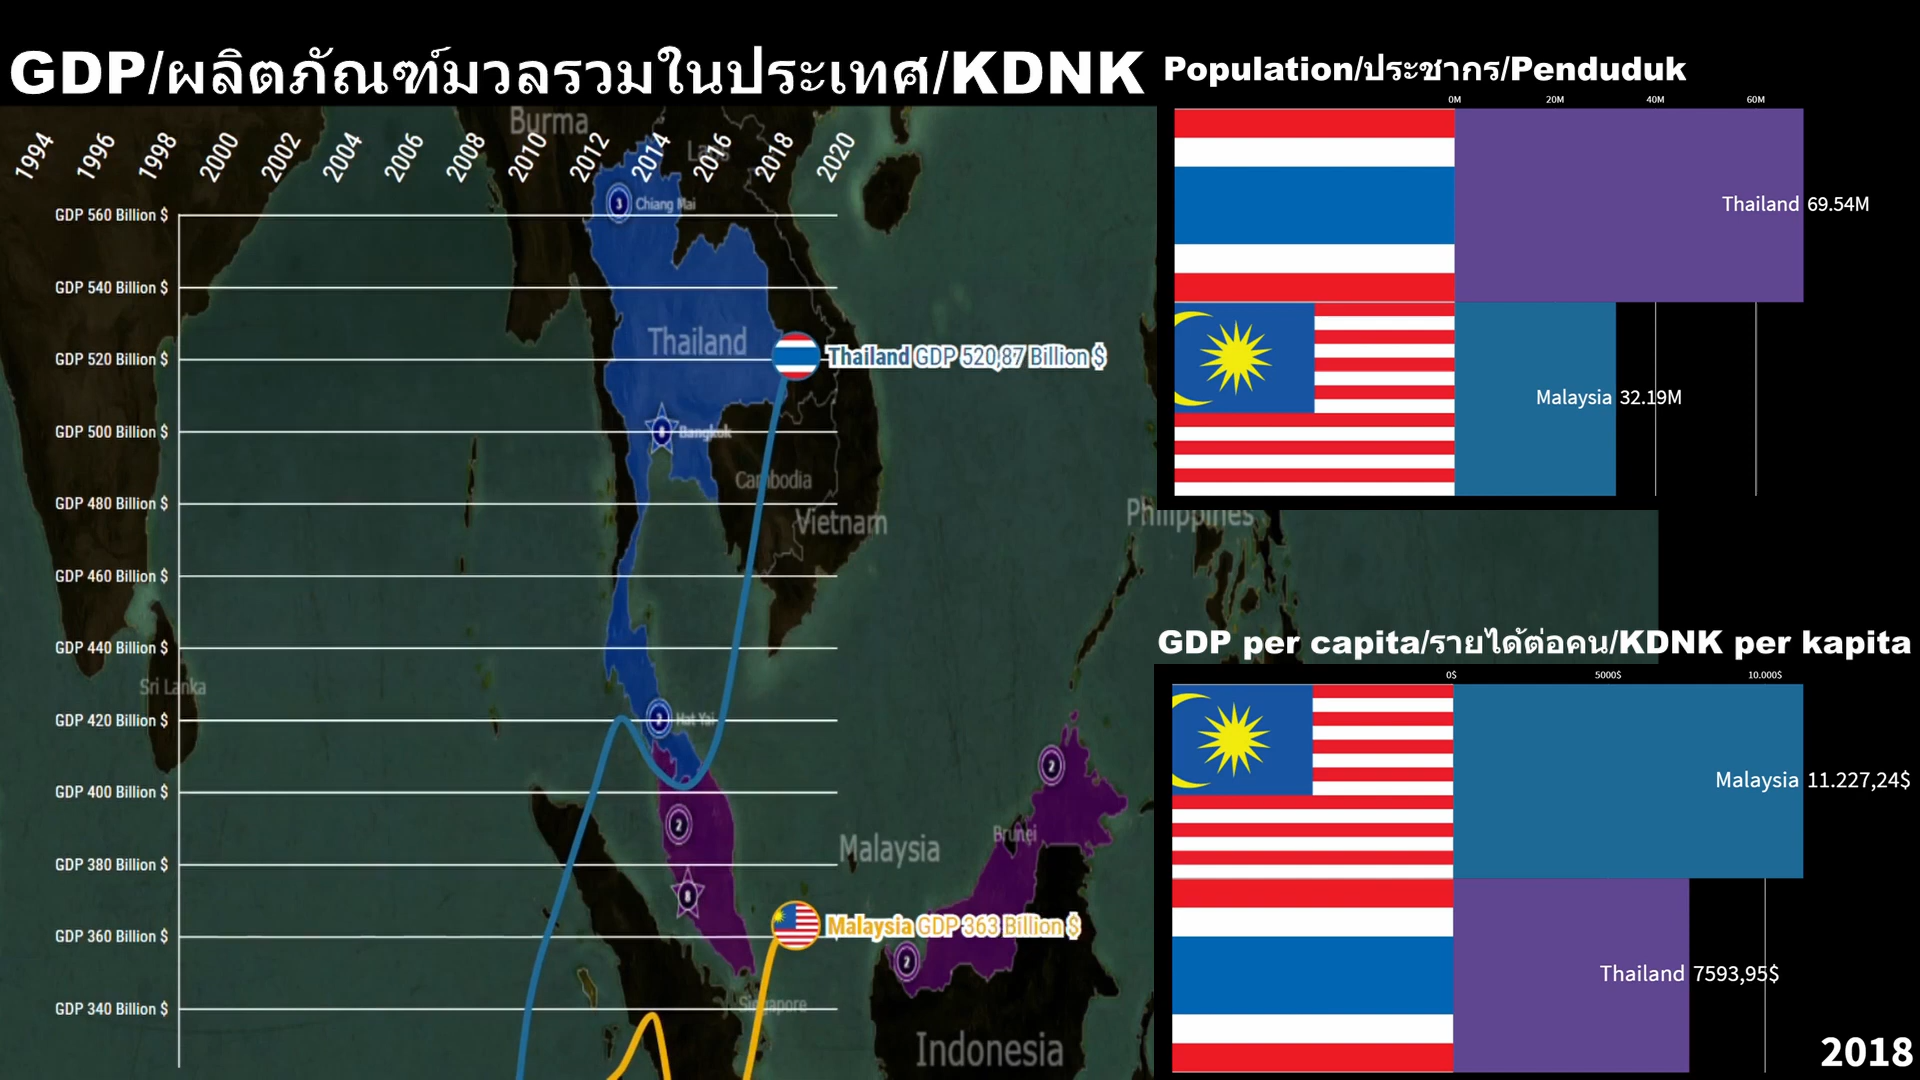 GDP/ผลิตภัณฑ์มวลรวมในประเทศ/KDNK
Population/ประชากร/Penduduk
0M 20M 40M 60M
Burma
Laos
1994 1996 1998 2000 2002 2004 2006 2008 2010 2012 2014 2016 2018 2020
3 Chiang Mai
GDP 560 Billion $
GDP 540 Billion $
GDP 520 Billion $
GDP 500 Billion $
GDP 480 Billion $
GDP 460 Billion $
GDP 440 Billion $
GDP 420 Billion $
GDP 400 Billion $
GDP 380 Billion $
GDP 360 Billion $
GDP 340 Billion $
Thailand
Thailand GDP 520,87 Billion $
8 Bangkok
Cambodia
Vietnam
Philippines
Sri Lanka
Hat Yai
2
2
8
Malaysia
Brunei
Malaysia GDP 363 Billion $
2
Singapore
Indonesia
Thailand 69.54M
Malaysia 32.19M
GDP per capita/รายได้ต่อคน/KDNK per kapita
0$ 5000$ 10.000$
Malaysia 11.227,24$
Thailand 7593,95$
2018